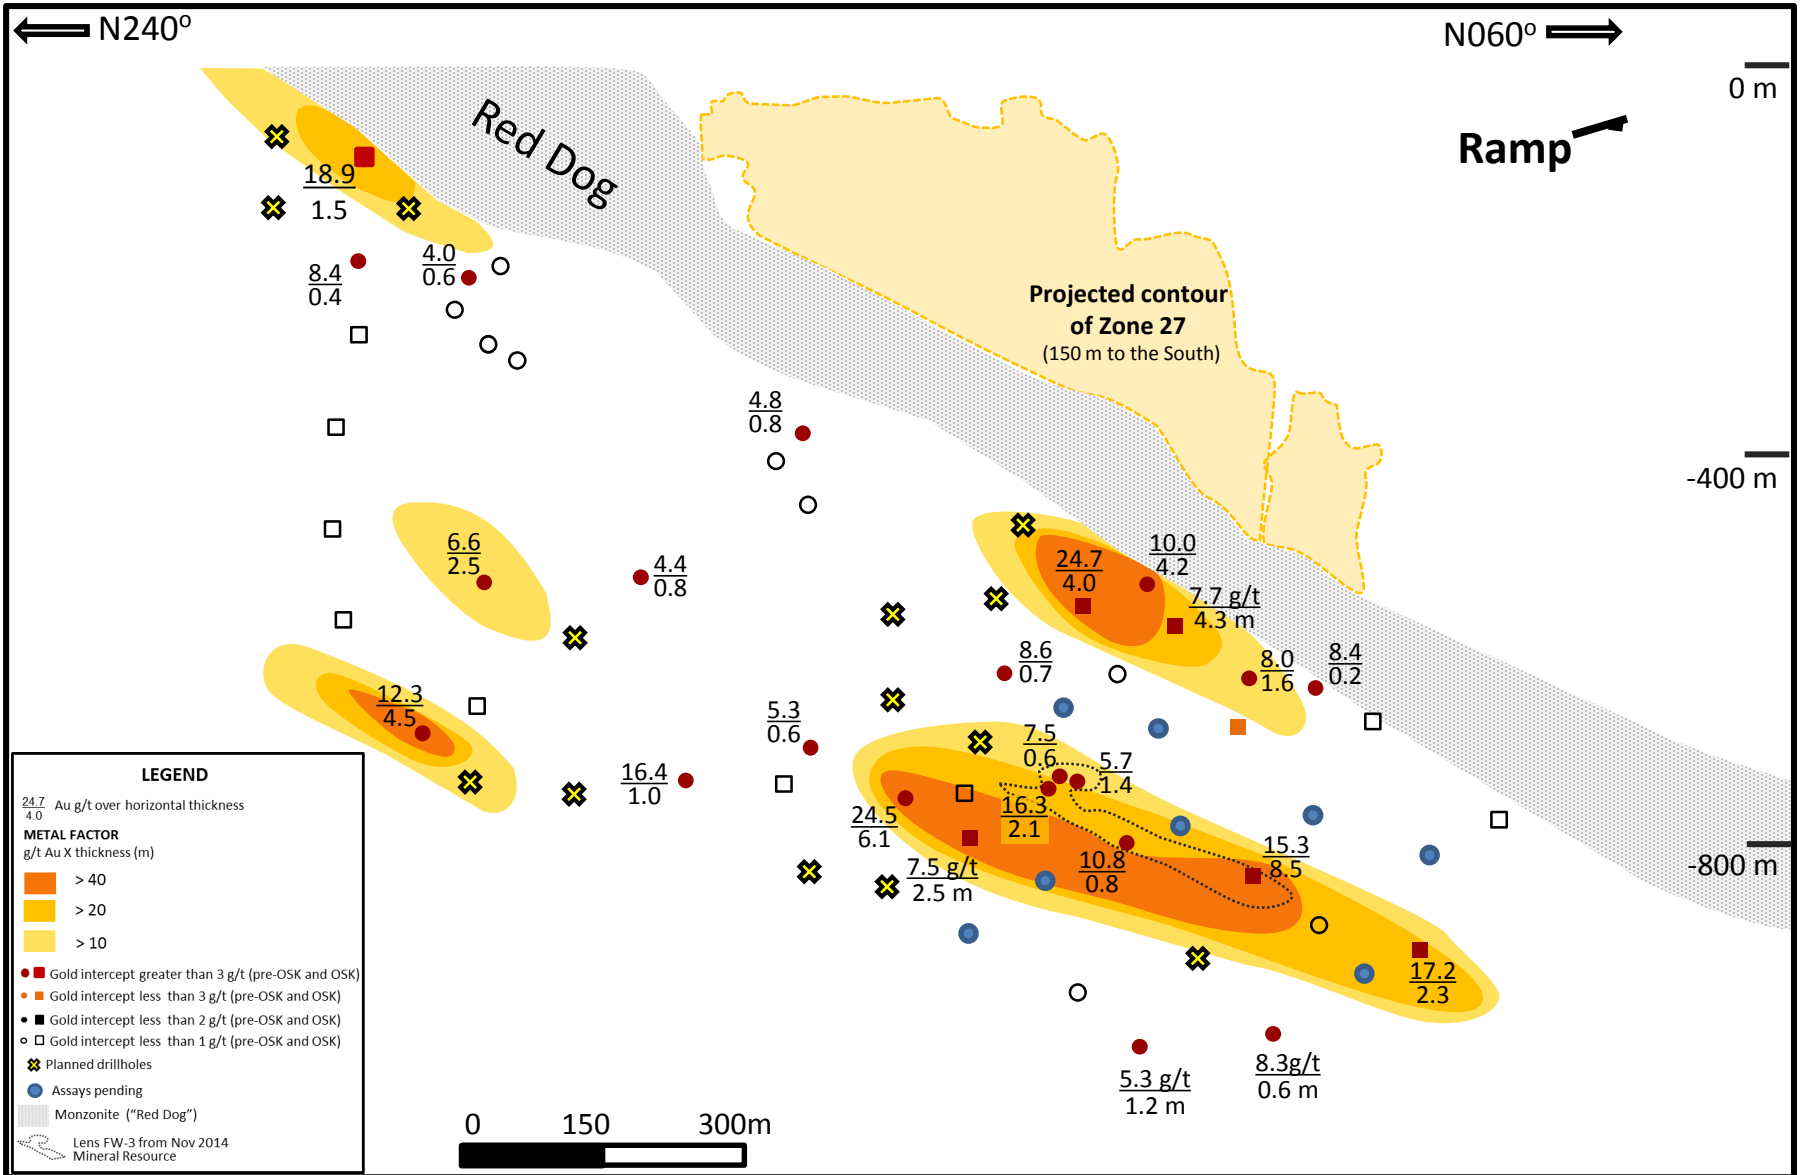 N240º
N060º
0 m
Ramp
Red Dog
18.9
1.5
8.4
0.4
4.0
0.6
Projected contour
of Zone 27
(150 m to the South)
4.8
0.8
-400 m
6.6
2.5
4.4
0.8
24.7
4.0
10.0
4.2
7.7 g/t
4.3 m
8.6
0.7
8.0
1.6
8.4
0.2
12.3
4.5
5.3
0.6
16.4
1.0
7.5
0.6
5.7
1.4
16.3
2.1
24.5
6.1
7.5 g/t
2.5 m
10.8
0.8
15.3
8.5
-800 m
17.2
2.3
5.3 g/t
1.2 m
8.3g/t
0.6 m
LEGEND
24.7
4.0
Au g/t over horizontal thickness
METAL FACTOR
g/t Au X thickness (m)
> 40
> 20
> 10
Gold intercept greater than 3 g/t (pre-OSK and OSK)
Gold intercept less than 3 g/t (pre-OSK and OSK)
Gold intercept less than 2 g/t (pre-OSK and OSK)
Gold intercept less than 1 g/t (pre-OSK and OSK)
Planned drillholes
Assays pending
Monzonite ("Red Dog")
Lens FW-3 from Nov 2014
Mineral Resource
0 150 300m